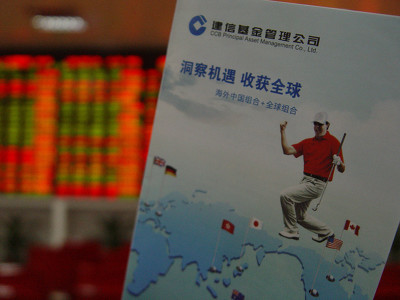 建信基金管理公司
CCB Principal Asset Management Co., Ltd.
洞察机遇 收获全球
海外中国组合+全球组合